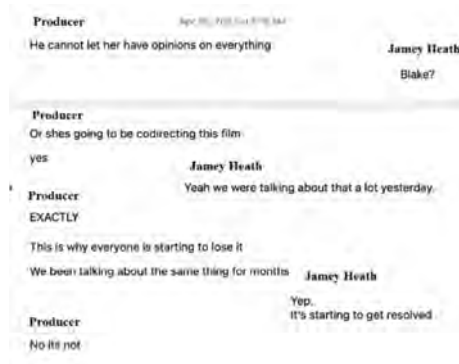 Producer
He cannot let her have opinions on everything
Jamey Heath
Blake?
Producer
Or shes going to be codirecting this film
yes
Jamey Heath
Yeah we were talking about that a lot yesterday.
Producer
EXACTLY
This is why everyone is starting to lose it
We been talking about the same thing for months
Jamey Heath
Yep.
It's starting to get resolved
Producer
No its not